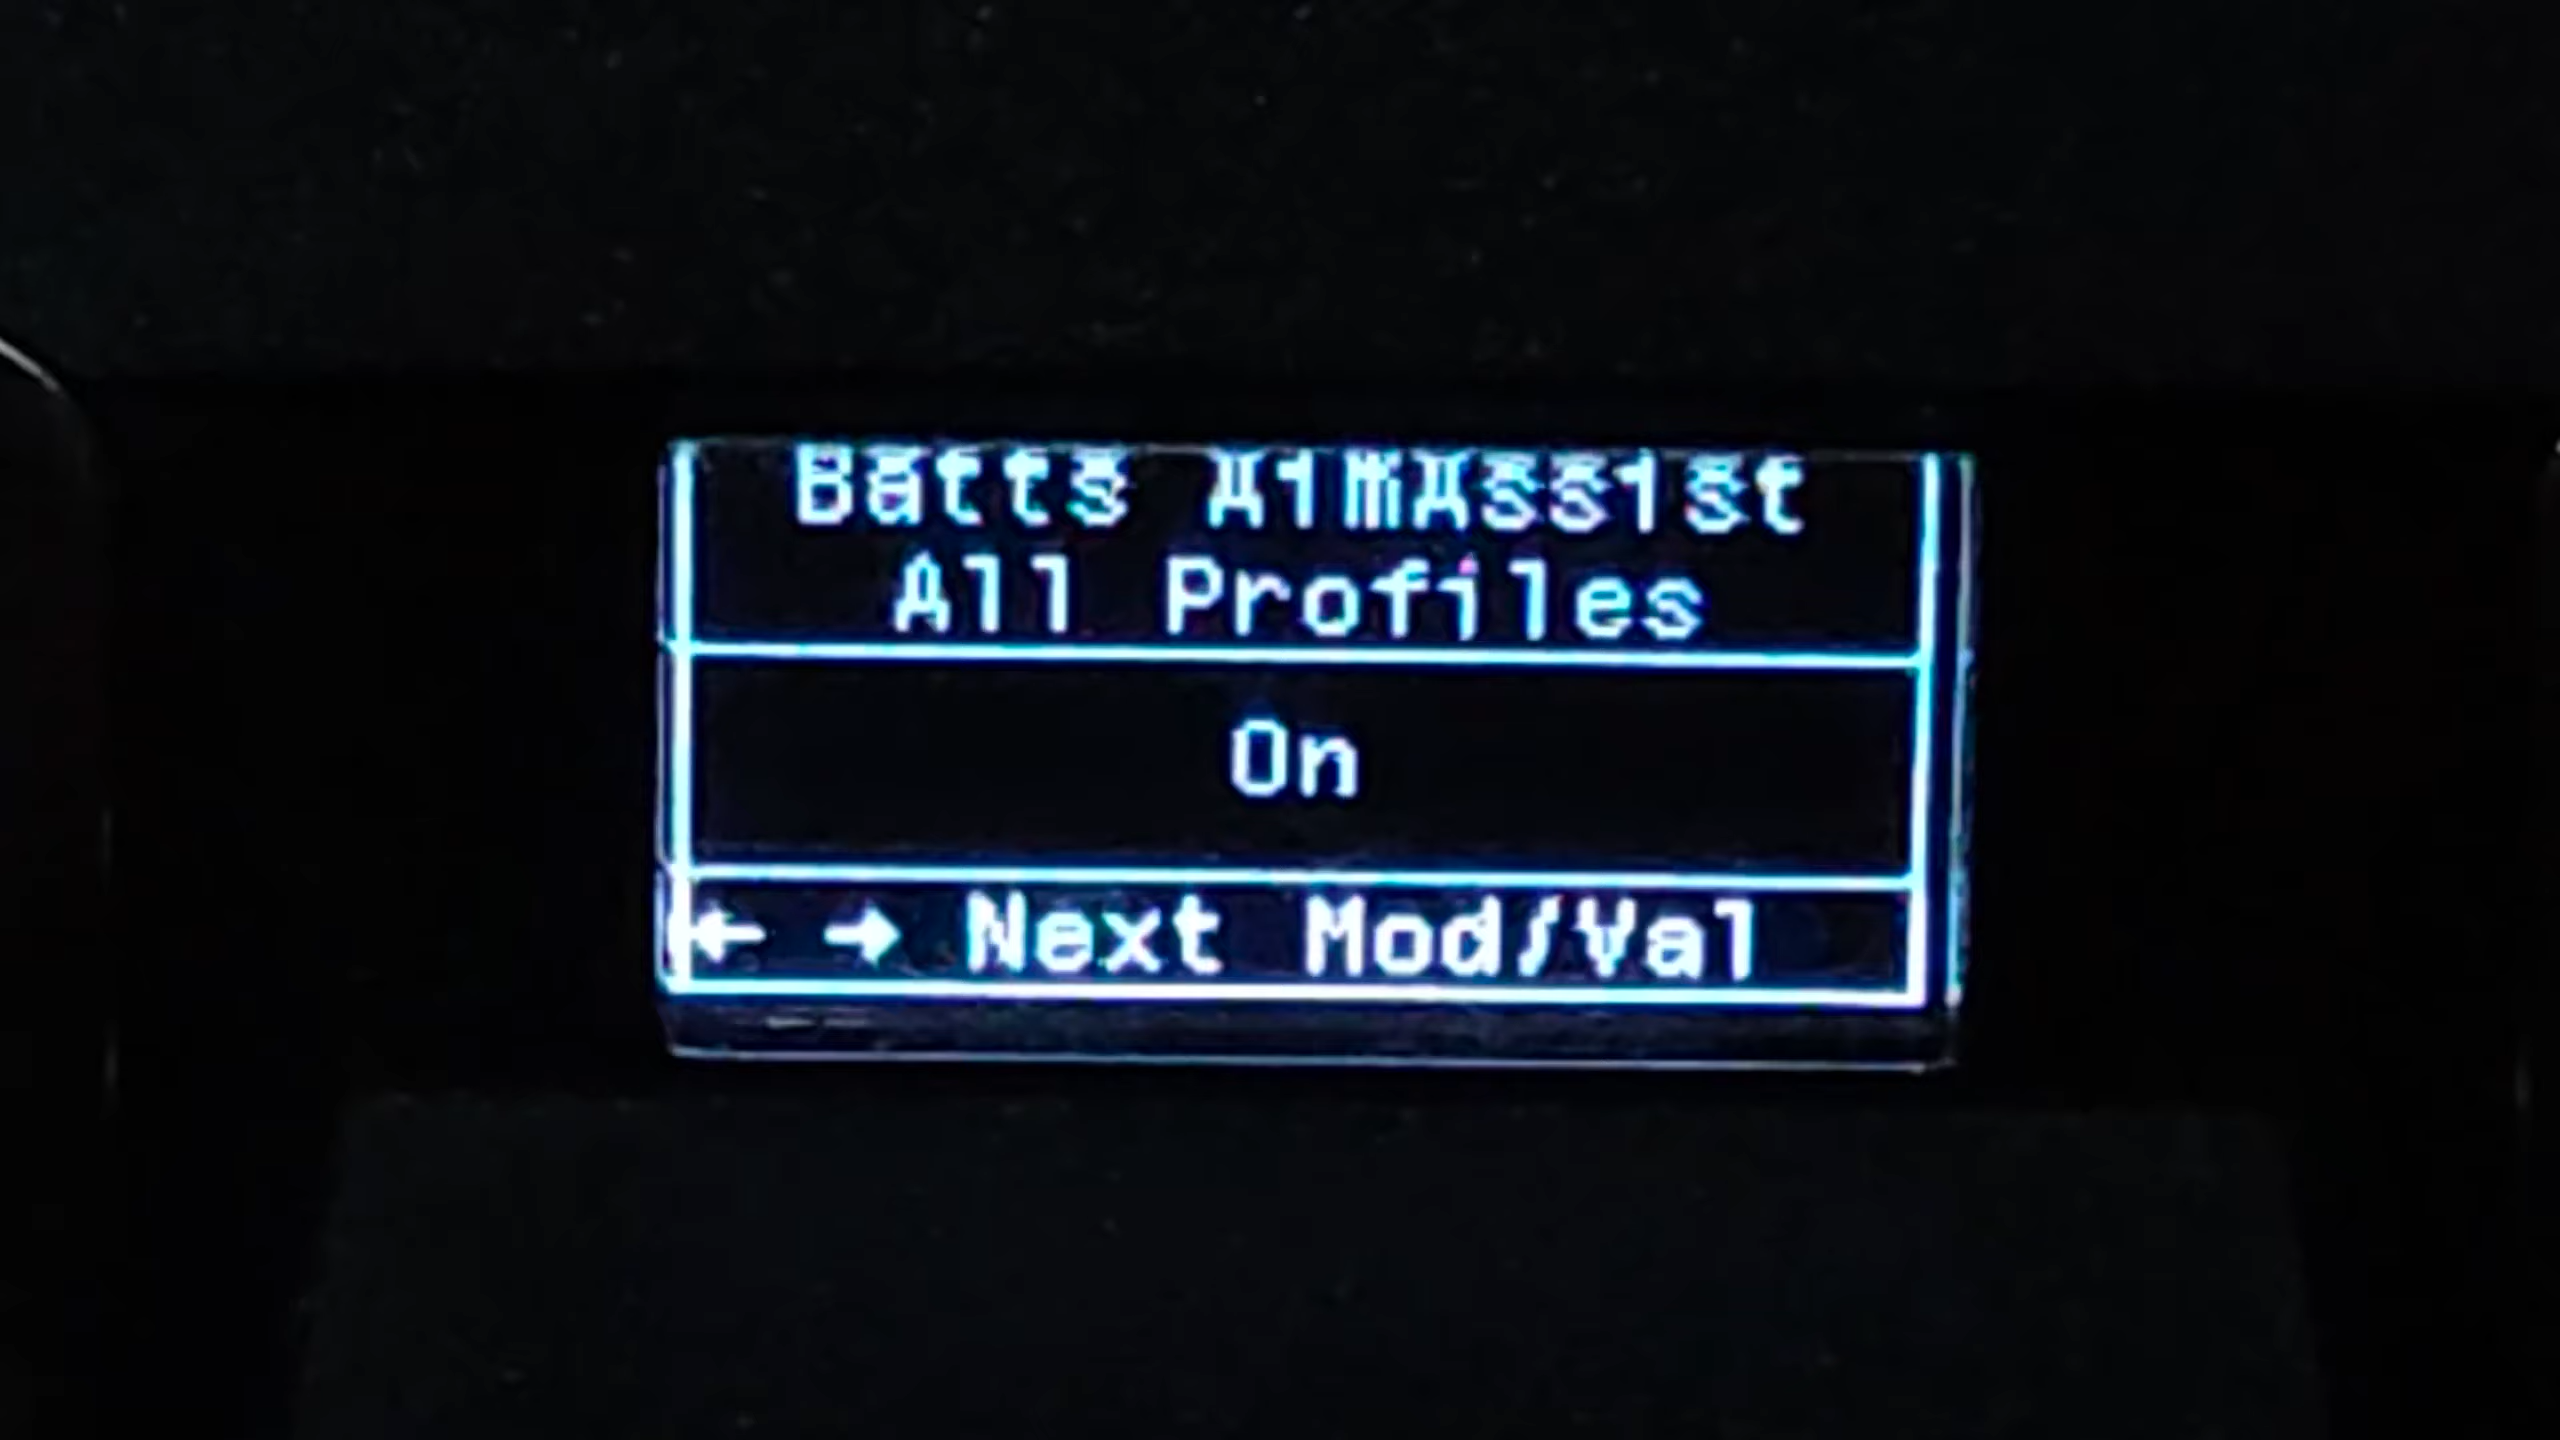 Batts AimAssist
All Profiles
On
← → Next Mod/Val